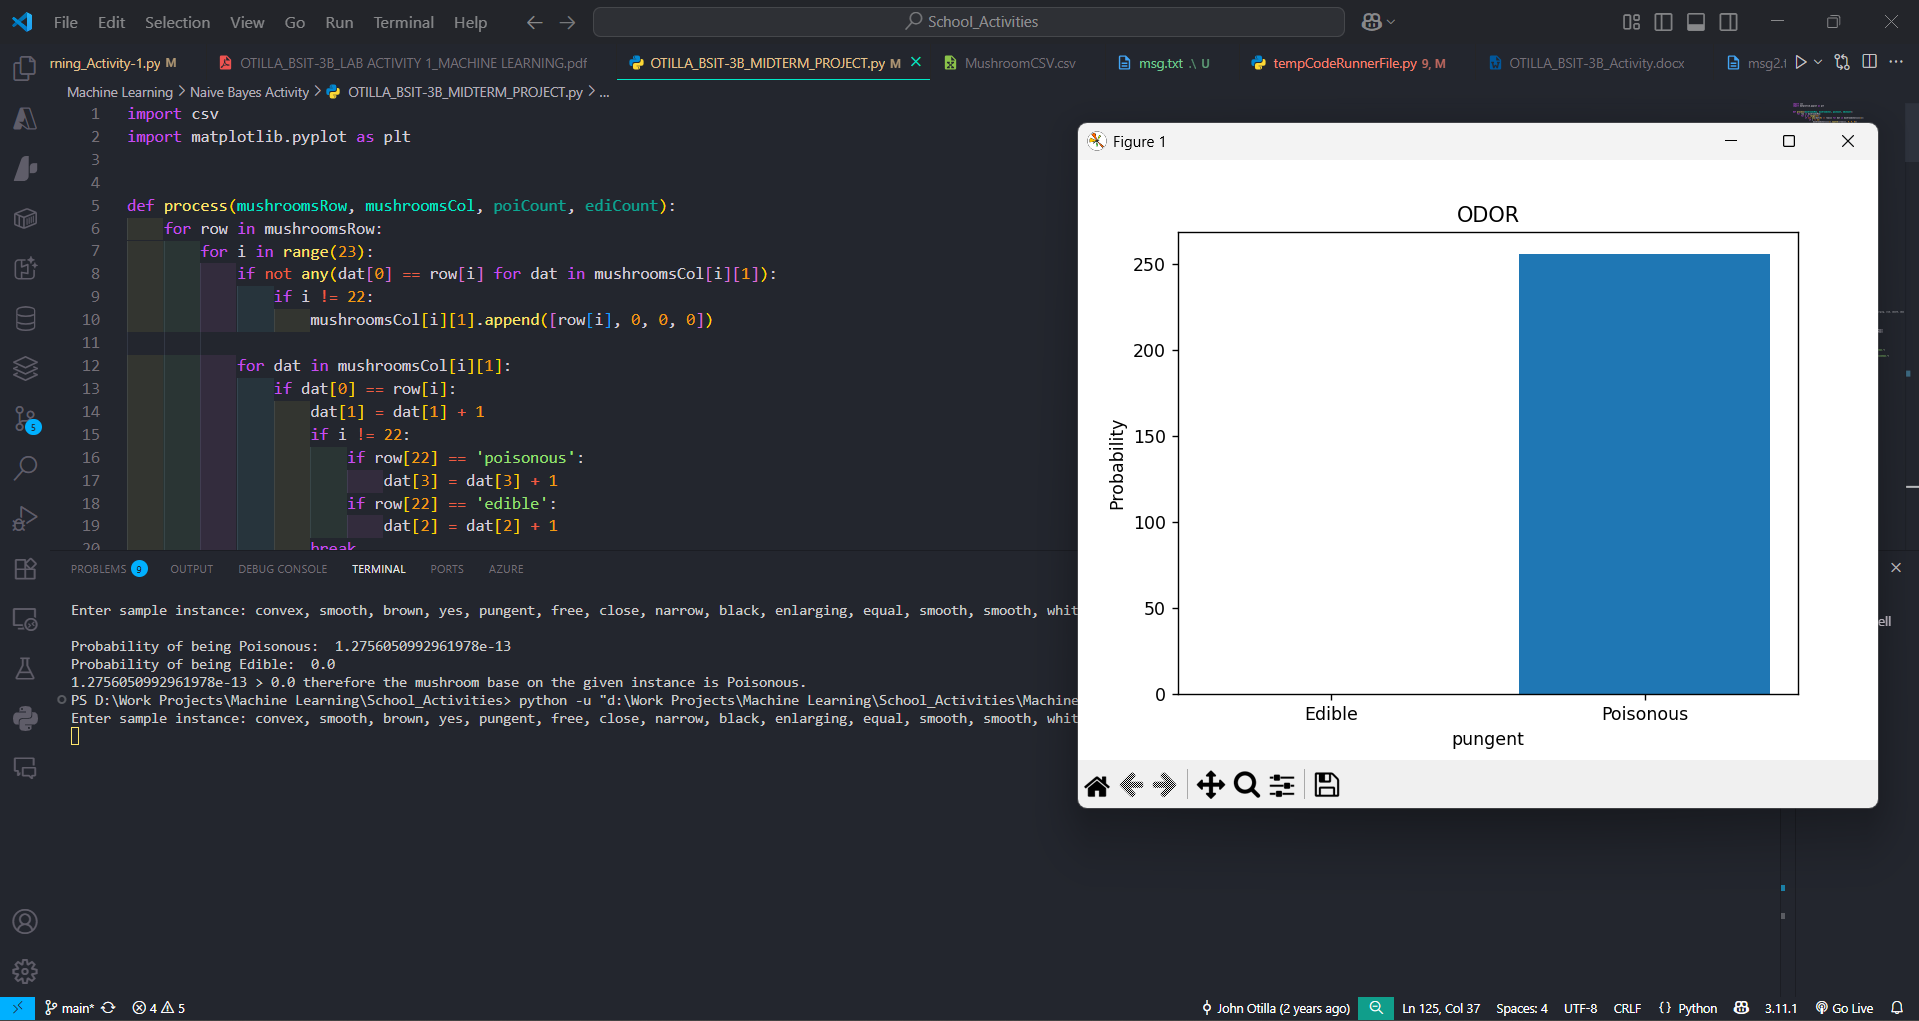 File Edit Selection View Go Run Terminal Help
School_Activities
rning_Activity-1.py M
OTILLA_BSIT-3B_LAB ACTIVITY 1_MACHINE LEARNING.pdf
OTILLA_BSIT-3B_MIDTERM_PROJECT.py M
MushroomCSV.csv
msg.txt .\ U
tempCodeRunnerFile.py 9, M
OTILLA_BSIT-3B_Activity.docx
msg2.t
Machine Learning > Naive Bayes Activity > OTILLA_BSIT-3B_MIDTERM_PROJECT.py > ...
1 import csv
2 import matplotlib.pyplot as plt
3
4
5 def process(mushroomsRow, mushroomsCol, poiCount, ediCount):
6 for row in mushroomsRow:
7 for i in range(23):
8 if not any(dat[0] == row[i] for dat in mushroomsCol[i][1]):
9 if i != 22:
10 mushroomsCol[i][1].append([row[i], 0, 0, 0])
11
12 for dat in mushroomsCol[i][1]:
13 if dat[0] == row[i]:
14 dat[1] = dat[1] + 1
15 if i != 22:
16 if row[22] == 'poisonous':
17 dat[3] = dat[3] + 1
18 if row[22] == 'edible':
19 dat[2] = dat[2] + 1
20 break
PROBLEMS 9 OUTPUT DEBUG CONSOLE TERMINAL PORTS AZURE
Enter sample instance: convex, smooth, brown, yes, pungent, free, close, narrow, black, enlarging, equal, smooth, smooth, whit
Probability of being Poisonous: 1.2756050992961978e-13
Probability of being Edible: 0.0
1.2756050992961978e-13 > 0.0 therefore the mushroom base on the given instance is Poisonous.
PS D:\Work Projects\Machine Learning\School_Activities> python -u "d:\Work Projects\Machine Learning\School_Activities\Machine
Enter sample instance: convex, smooth, brown, yes, pungent, free, close, narrow, black, enlarging, equal, smooth, smooth, whit
ell
Figure 1
ODOR
Probability
250
200
150
100
50
0
Edible Poisonous
pungent
5
main* 4 5
John Otilla (2 years ago) Ln 125, Col 37 Spaces: 4 UTF-8 CRLF {} Python 3.11.1 Go Live